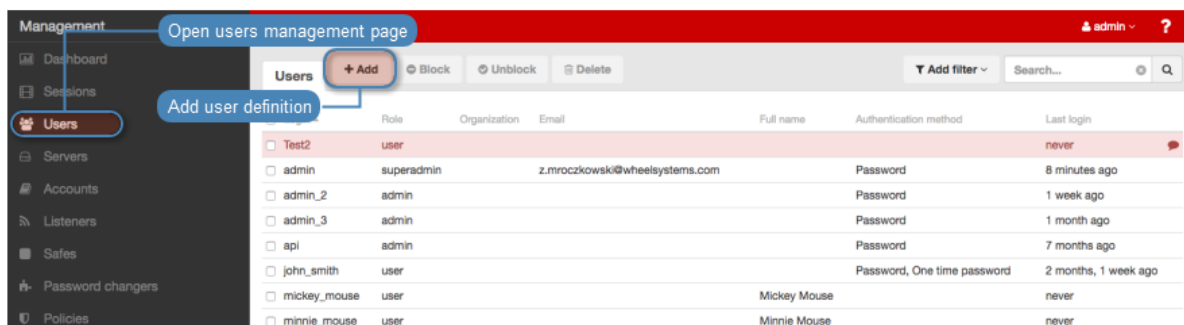 Management
Open users management page
admin
?
Dashboard
Users
+ Add
Block
Unblock
Delete
Add filter
Search...
Sessions
Add user definition
Users
Role Organization Email Full name Authentication method Last login
Test2 user never
Servers
admin superadmin z.mroczkowski@wheelsystems.com Password 8 minutes ago
Accounts
admin_2 admin Password 1 week ago
Listeners
admin_3 admin Password 1 month ago
Safes
api admin Password 7 months ago
john_smith user Password, One time password 2 months, 1 week ago
Password changers
mickey_mouse user Mickey Mouse never
Policies
minnie_mouse user Minnie Mouse never